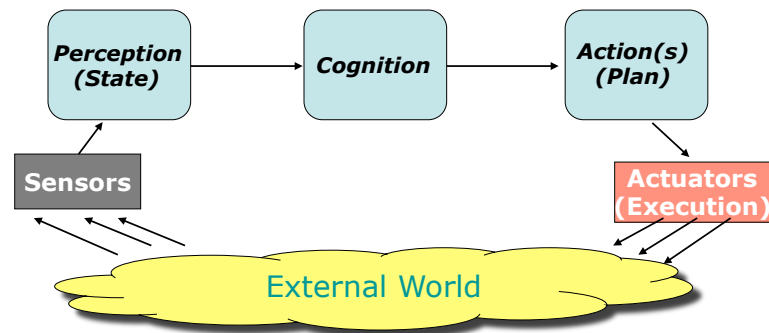 Perception
(State)
Cognition
Action(s)
(Plan)
Sensors
Actuators
(Execution)
External World